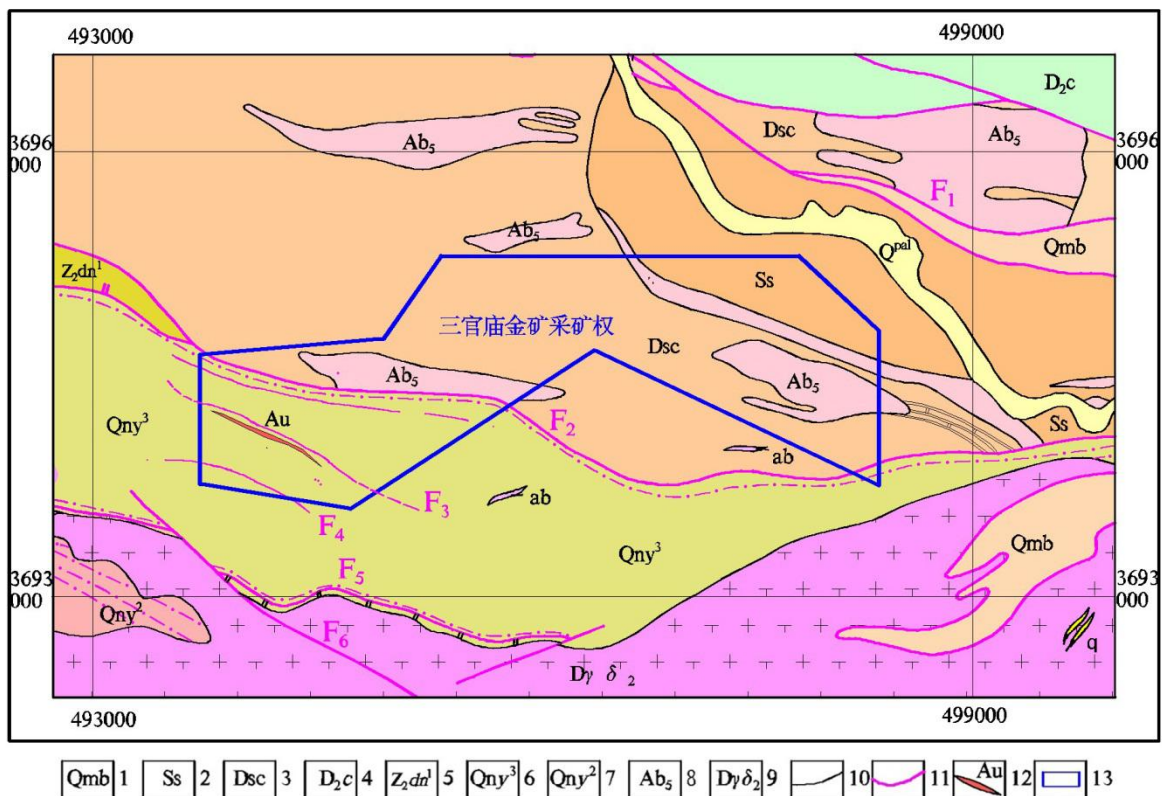 493000 499000
D₂c
Dsc
Ab₅
Ab₅
3696
000
3696
000
F₁
Ab₅
Qᵖᵃˡ
Qmb
Z₂dn¹
Ss
三官庙金矿采矿权
Dsc
Ab₅
Ab₅
Au
F₂
Qny³
Ss
ab
ab
F₃
F₄
Qmb
Qny³
F₅
3693
000
3693
000
Qny²
F₆
q
Dγ δ ₂
493000 499000
Qmb 1 Ss 2 Dsc 3 D₂c 4 Z₂dn¹ 5 Qny³ 6 Qny² 7 Ab₅ 8 Dγδ₂ 9 10 11 Au 12 13